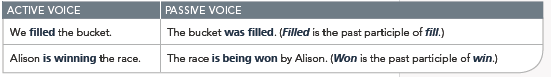 ACTIVE VOICE PASSIVE VOICE
We filled the bucket. The bucket was filled. (Filled is the past participle of fill.)
Alison is winning the race. The race is being won by Alison. (Won is the past participle of win.)